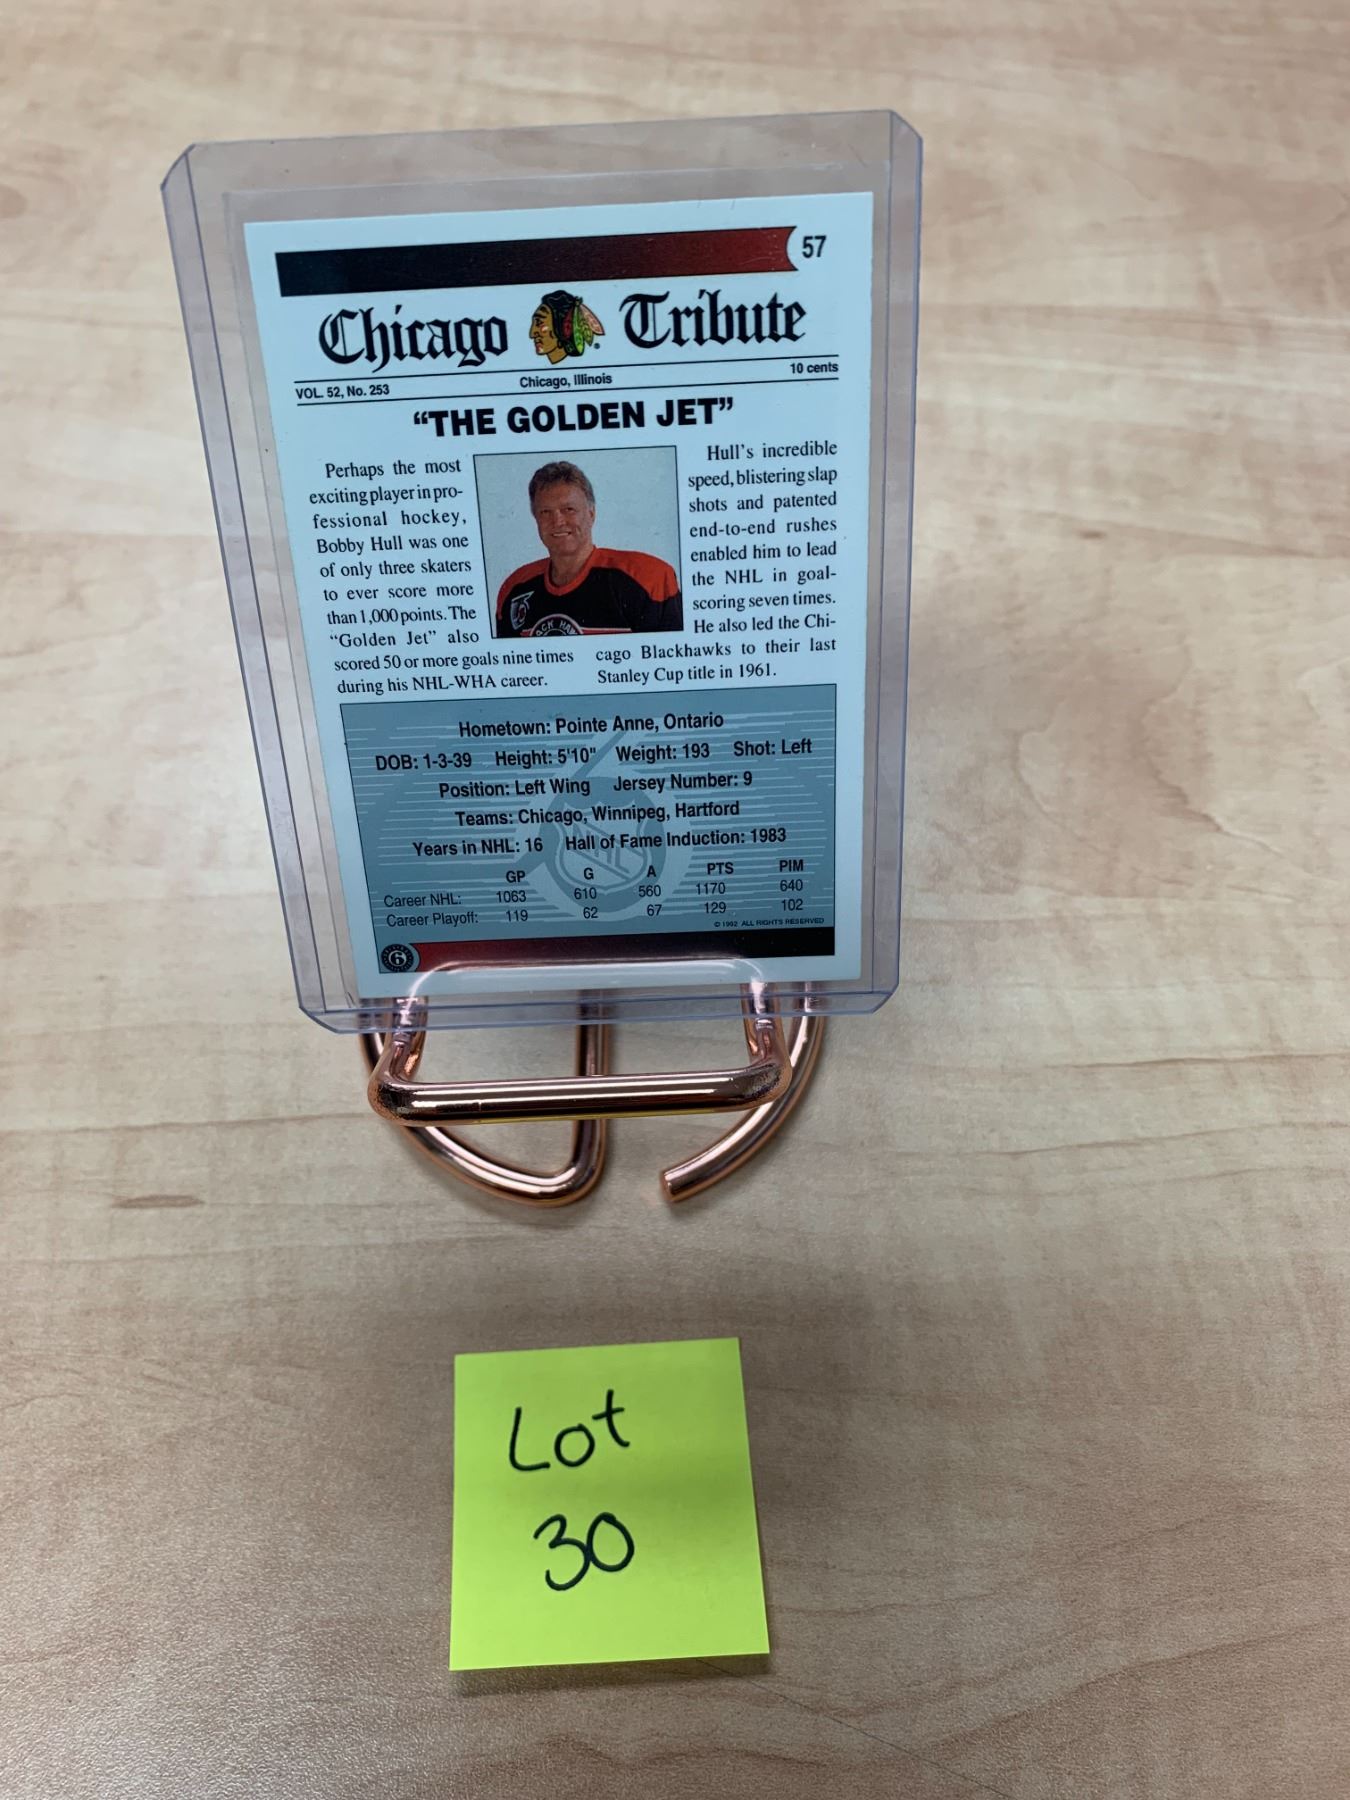 57
Chicago Tribute
VOL. 52, No. 253 Chicago, Illinois 10 cents
“THE GOLDEN JET”
Perhaps the most
exciting player in pro-
fessional hockey,
Bobby Hull was one
of only three skaters
to ever score more
than 1,000 points. The
“Golden Jet” also
scored 50 or more goals nine times
during his NHL-WHA career.
Hull's incredible
speed, blistering slap
shots and patented
end-to-end rushes
enabled him to lead
the NHL in goal-
scoring seven times.
He also led the Chi-
cago Blackhawks to their last
Stanley Cup title in 1961.
Hometown: Pointe Anne, Ontario
DOB: 1-3-39 Height: 5'10" Weight: 193 Shot: Left
Position: Left Wing Jersey Number: 9
Teams: Chicago, Winnipeg, Hartford
Years in NHL: 16 Hall of Fame Induction: 1983
GP G A PTS PIM
Career NHL: 1063 610 560 1170 640
Career Playoff: 119 62 67 129 102
© 1992 ALL RIGHTS RESERVED
6
NHL
Lot
30